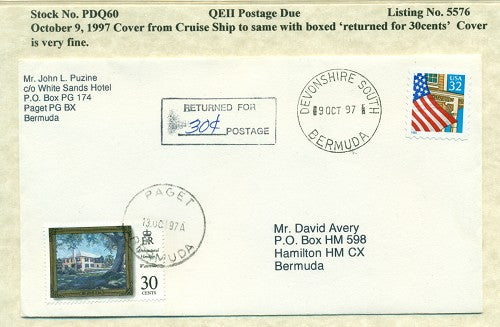 Stock No. PDQ60 QEII Postage Due Listing No. 5576
October 9, 1997 Cover from Cruise Ship to same with boxed ‘returned for 30cents’ Cover
is very fine.
Mr. John L. Puzine
c/o White Sands Hotel
P.O. Box PG 174
Paget PG BX
Bermuda
RETURNED FOR
30¢ POSTAGE
DEVONSHIRE SOUTH
9 OCT 97
BERMUDA
USA
32
PAGET
13 OCT 97 A
BERMUDA
ER
30
CENTS
Mr. David Avery
P.O. Box HM 598
Hamilton HM CX
Bermuda